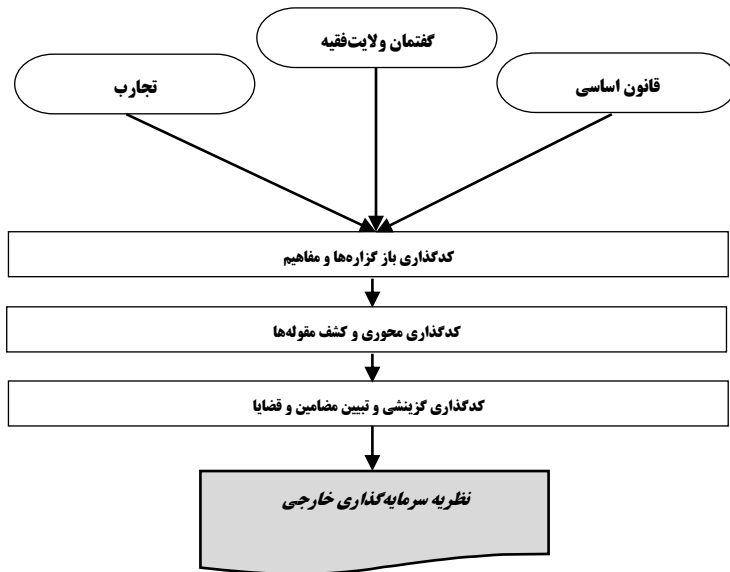 گفتمان ولایت‌فقیه
قانون اساسی
تجارب
کدگذاری باز گزاره‌ها و مفاهیم
کدگذاری محوری و کشف مقوله‌ها
کدگذاری گزینشی و تبیین مضامین و قضایا
نظریه سرمایه‌گذاری خارجی